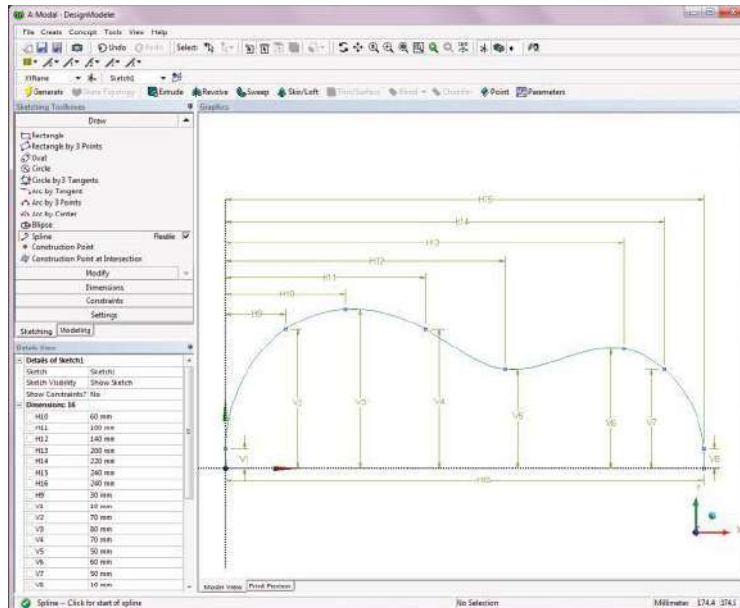 A: Modal - DesignModeler
File Create Concept Tools View Help
Undo Redo Select:
XYPlane Sketch1
Generate Share Topology Extrude Revolve Sweep Skin/Loft Thin/Surface Blend Chamfer Point Parameters
Sketching Toolboxes
Draw
Rectangle
Rectangle by 3 Points
Oval
Circle
Circle by 3 Tangents
Arc by Tangent
Arc by 3 Points
Arc by Center
Ellipse
Spline Flexible
Construction Point
Construction Point at Intersection
Modify
Dimensions
Constraints
Settings
Sketching Modeling
Details View
Details of Sketch1
Sketch Sketch1
Sketch Visibility Show Sketch
Show Constraints? No
Dimensions: 16
H10 60 mm
H11 100 mm
H12 140 mm
H13 200 mm
H14 220 mm
H15 240 mm
H16 240 mm
H9 30 mm
V1 10 mm
V2 70 mm
V3 80 mm
V4 70 mm
V5 50 mm
V6 60 mm
V7 50 mm
V8 10 mm
Graphics
H14
H13
H12
H11
H10
H9
V1
V2
V3
V4
V5
V6
V7
V8
Model View Print Preview
Spline -- Click for start of spline No Selection Millimeter